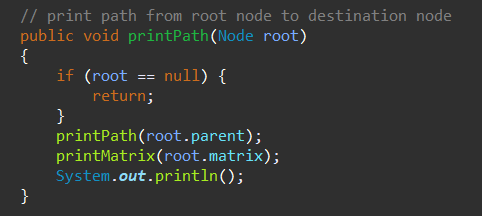 // print path from root node to destination node
public void printPath(Node root)
{
    if (root == null) {
        return;
    }
    printPath(root.parent);
    printMatrix(root.matrix);
    System.out.println();
}